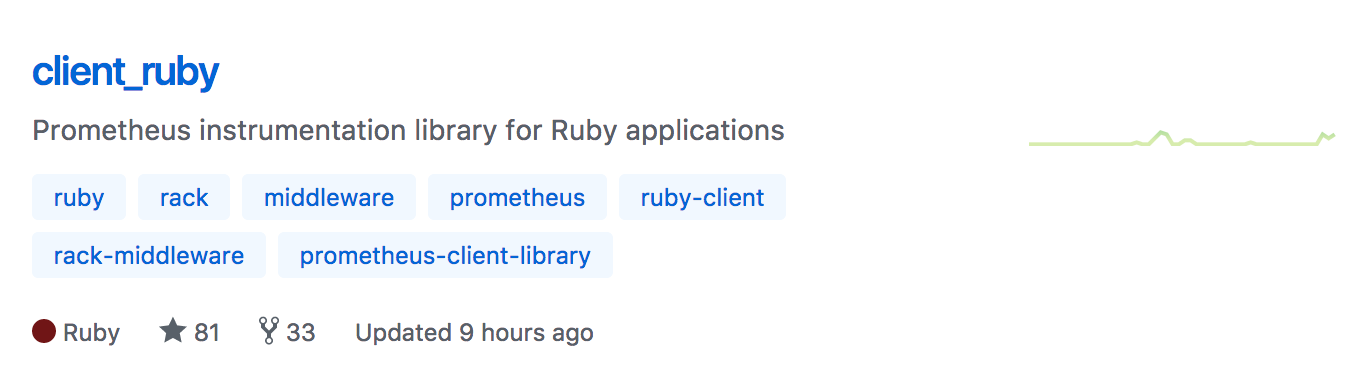 client_ruby
Prometheus instrumentation library for Ruby applications
ruby rack middleware prometheus ruby-client
rack-middleware prometheus-client-library
Ruby 81 33 Updated 9 hours ago